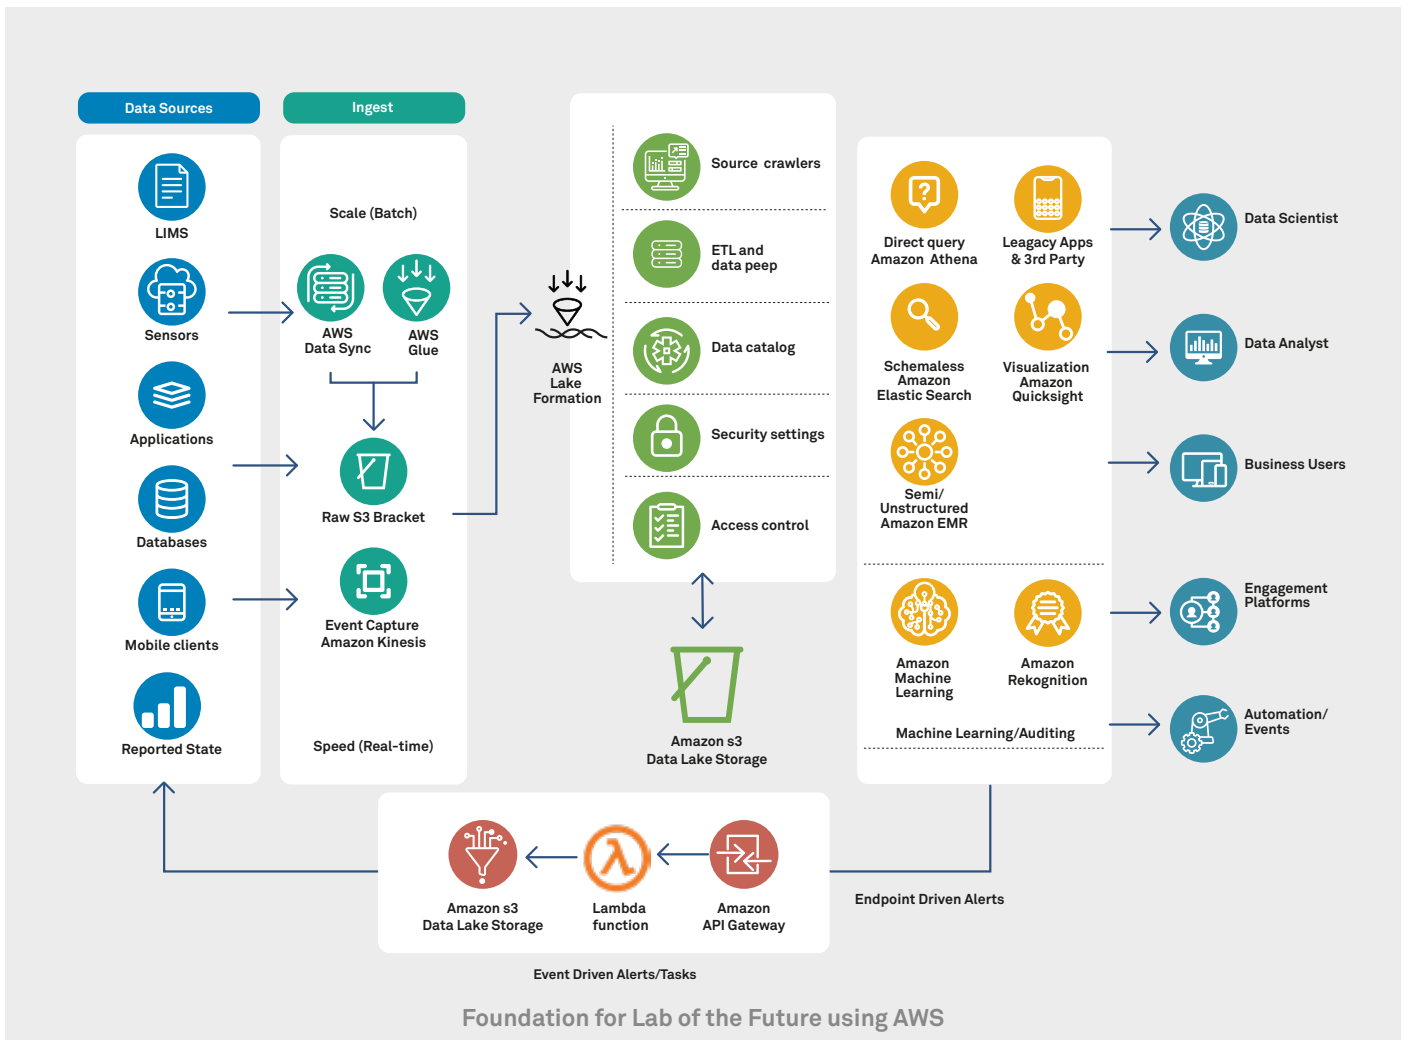 Data Sources
LIMS
Sensors
Applications
Databases
Mobile clients
Reported State
Ingest
Scale (Batch)
AWS
Data Sync
AWS
Glue
Raw S3 Bracket
Event Capture
Amazon Kinesis
Speed (Real-time)
AWS
Lake
Formation
Source crawlers
ETL and
data peep
Data catalog
Security settings
Access control
Amazon s3
Data Lake Storage
Direct query
Amazon Athena
Leagacy Apps
& 3rd Party
Schemaless
Amazon
Elastic Search
Visualization
Amazon
Quicksight
Semi/
Unstructured
Amazon EMR
Amazon
Machine
Learning
Amazon
Rekognition
Machine Learning/Auditing
Data Scientist
Data Analyst
Business Users
Engagement
Platforms
Automation/
Events
Amazon s3
Data Lake Storage
Lambda
function
Amazon
API Gateway
Endpoint Driven Alerts
Event Driven Alerts/Tasks
Foundation for Lab of the Future using AWS